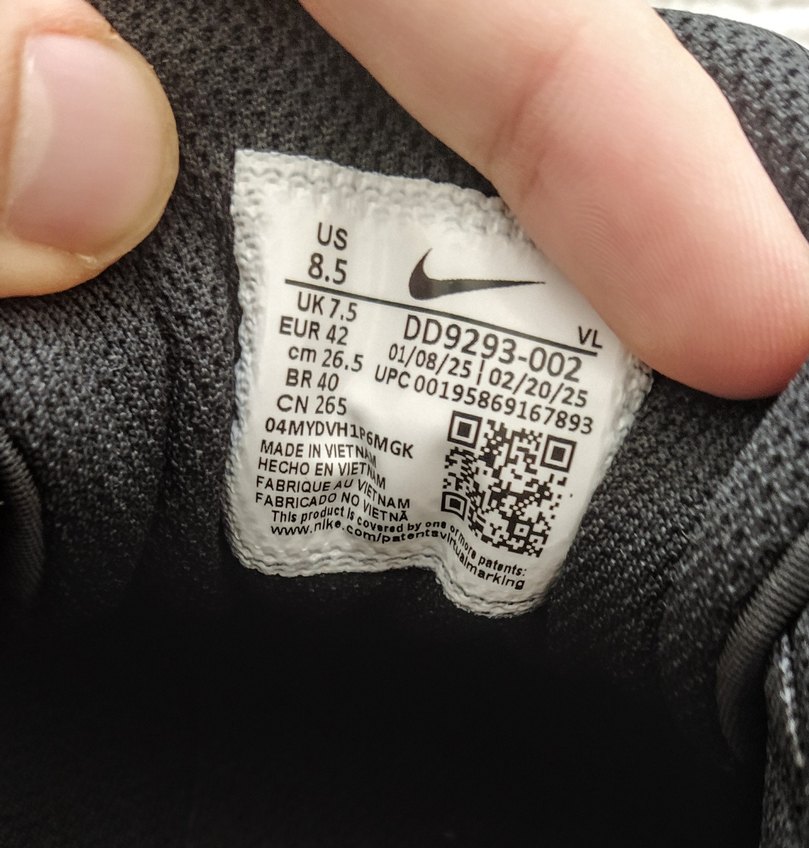 US
8.5
UK 7.5
EUR 42
cm 26.5
BR 40
CN 265
VL
DD9293-002
01/08/25 | 02/20/25
UPC 00195869167893
04MYDVH1P6MGK
MADE IN VIETNAM
HECHO EN VIETNAM
FABRIQUE AU VIETNAM
FABRICADO NO VIETNÃ
This product is covered by one or more patents:
www.nike.com/patentsvirtualmarking